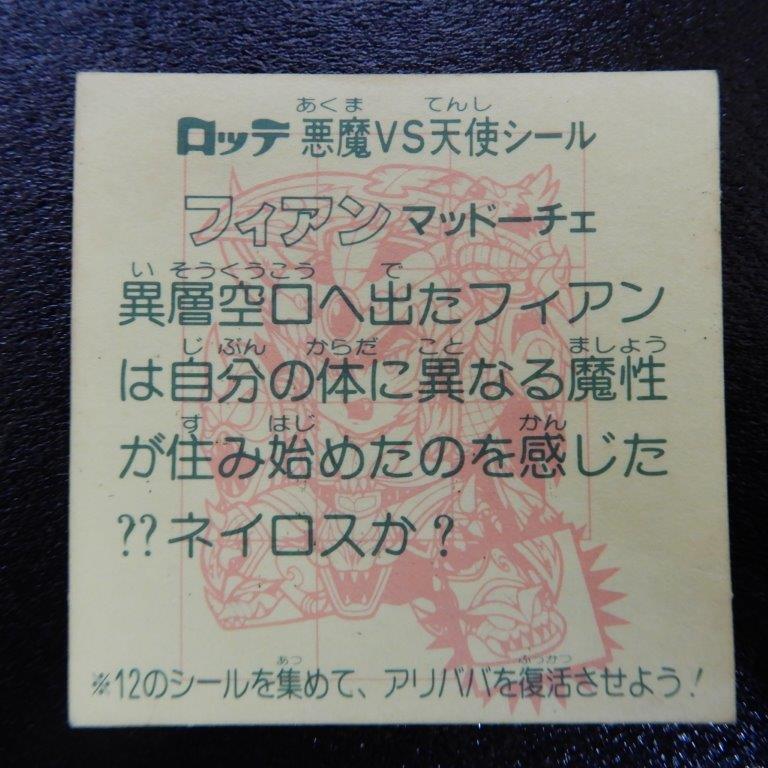 ロッテ 悪魔VS天使シール
フィアン マッドーチェ
異層空口へ出たフィアン
は自分の体に異なる魔性
が住み始めたのを感じた
??ネイロスか?
※12のシールを集めて、アリババを復活させよう!